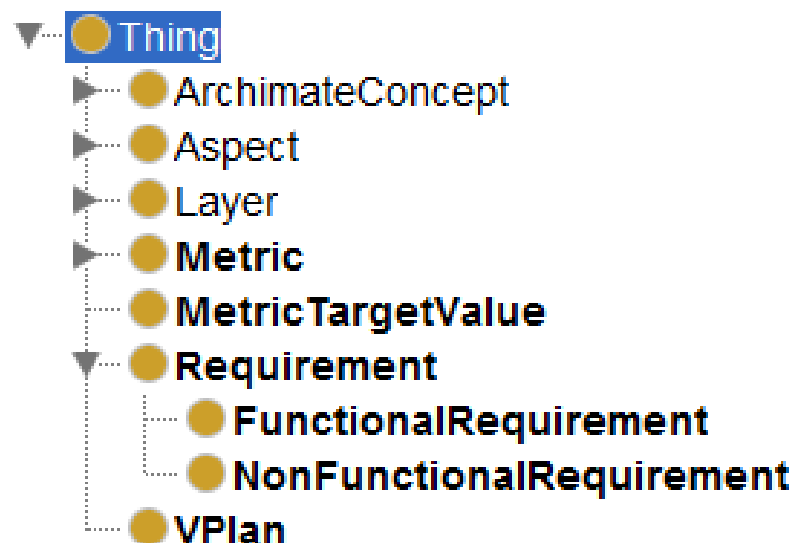 Thing
ArchimateConcept
Aspect
Layer
Metric
MetricTargetValue
Requirement
FunctionalRequirement
NonFunctionalRequirement
VPlan